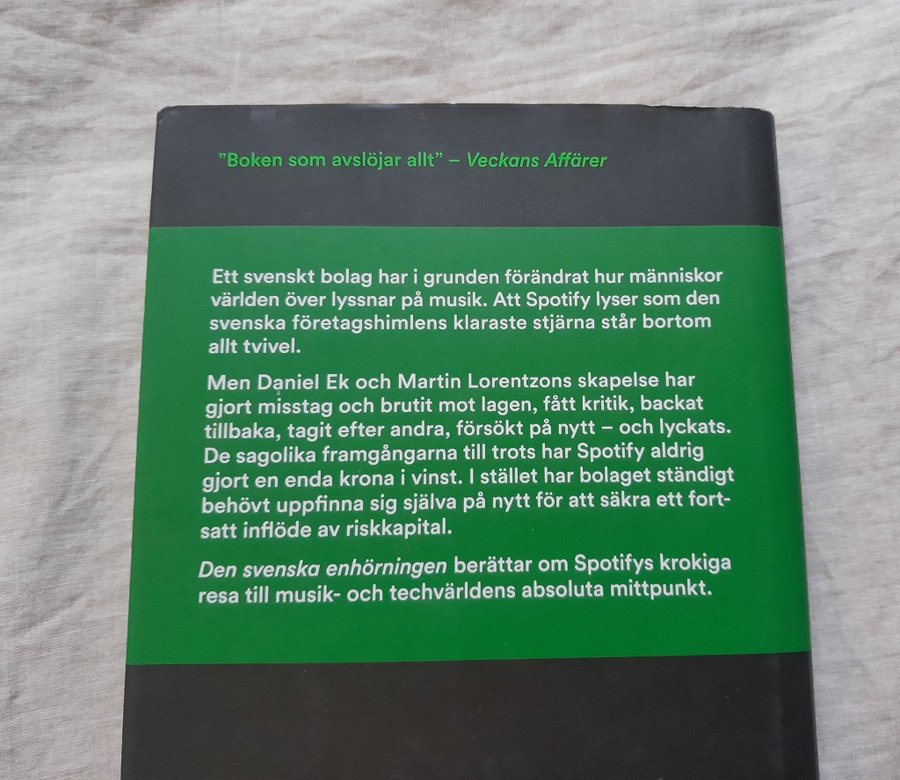 ”Boken som avslöjar allt” – Veckans Affärer
Ett svenskt bolag har i grunden förändrat hur människor
världen över lyssnar på musik. Att Spotify lyser som den
svenska företagshimlens klaraste stjärna står bortom
allt tvivel.
Men Daniel Ek och Martin Lorentzons skapelse har
gjort misstag och brutit mot lagen, fått kritik, backat
tillbaka, tagit efter andra, försökt på nytt – och lyckats.
De sagolika framgångarna till trots har Spotify aldrig
gjort en enda krona i vinst. I stället har bolaget ständigt
behövt uppfinna sig själva på nytt för att säkra ett fort-
satt inflöde av riskkapital.
Den svenska enhörningen berättar om Spotifys krokiga
resa till musik- och techvärldens absoluta mittpunkt.